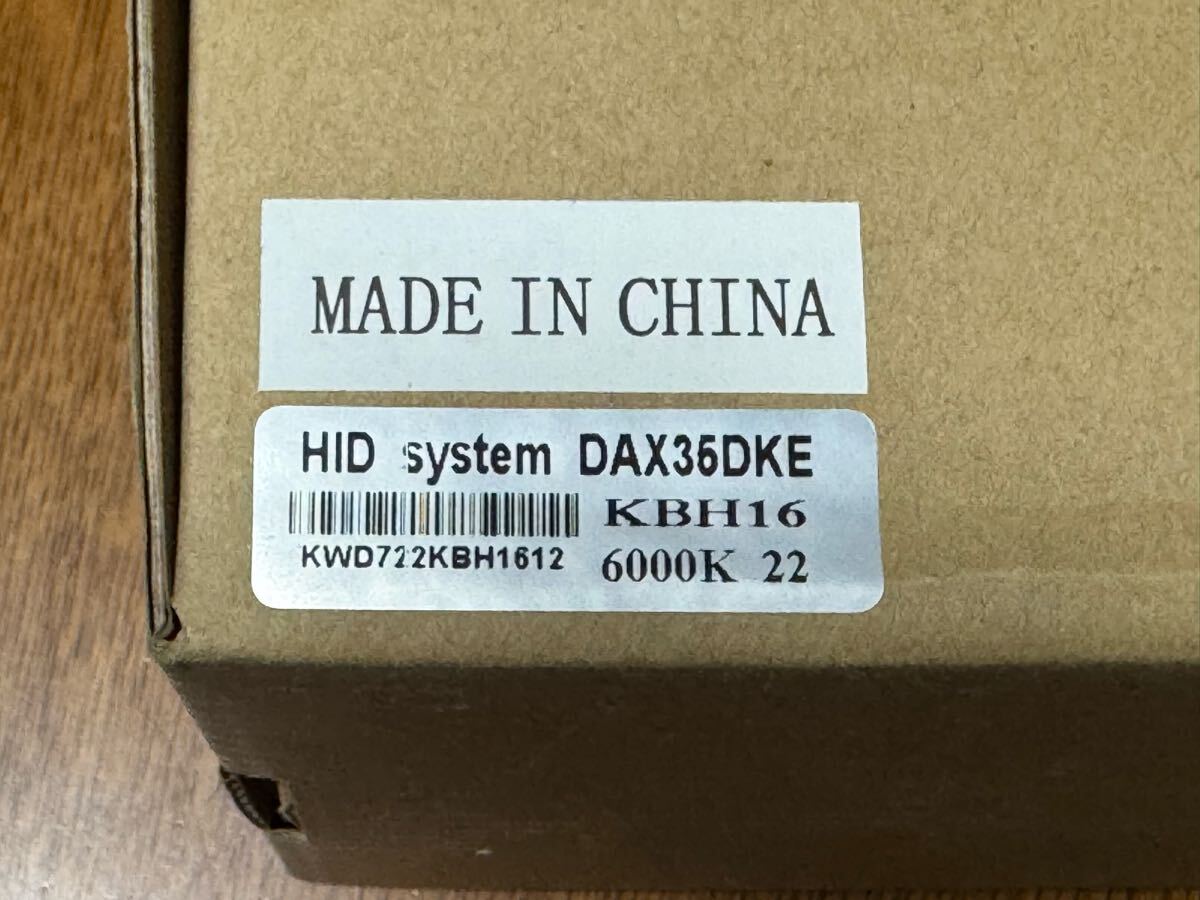 MADE IN CHINA
HID system DAX35DKE
KBH16
KWD722KBH1612
6000K 22